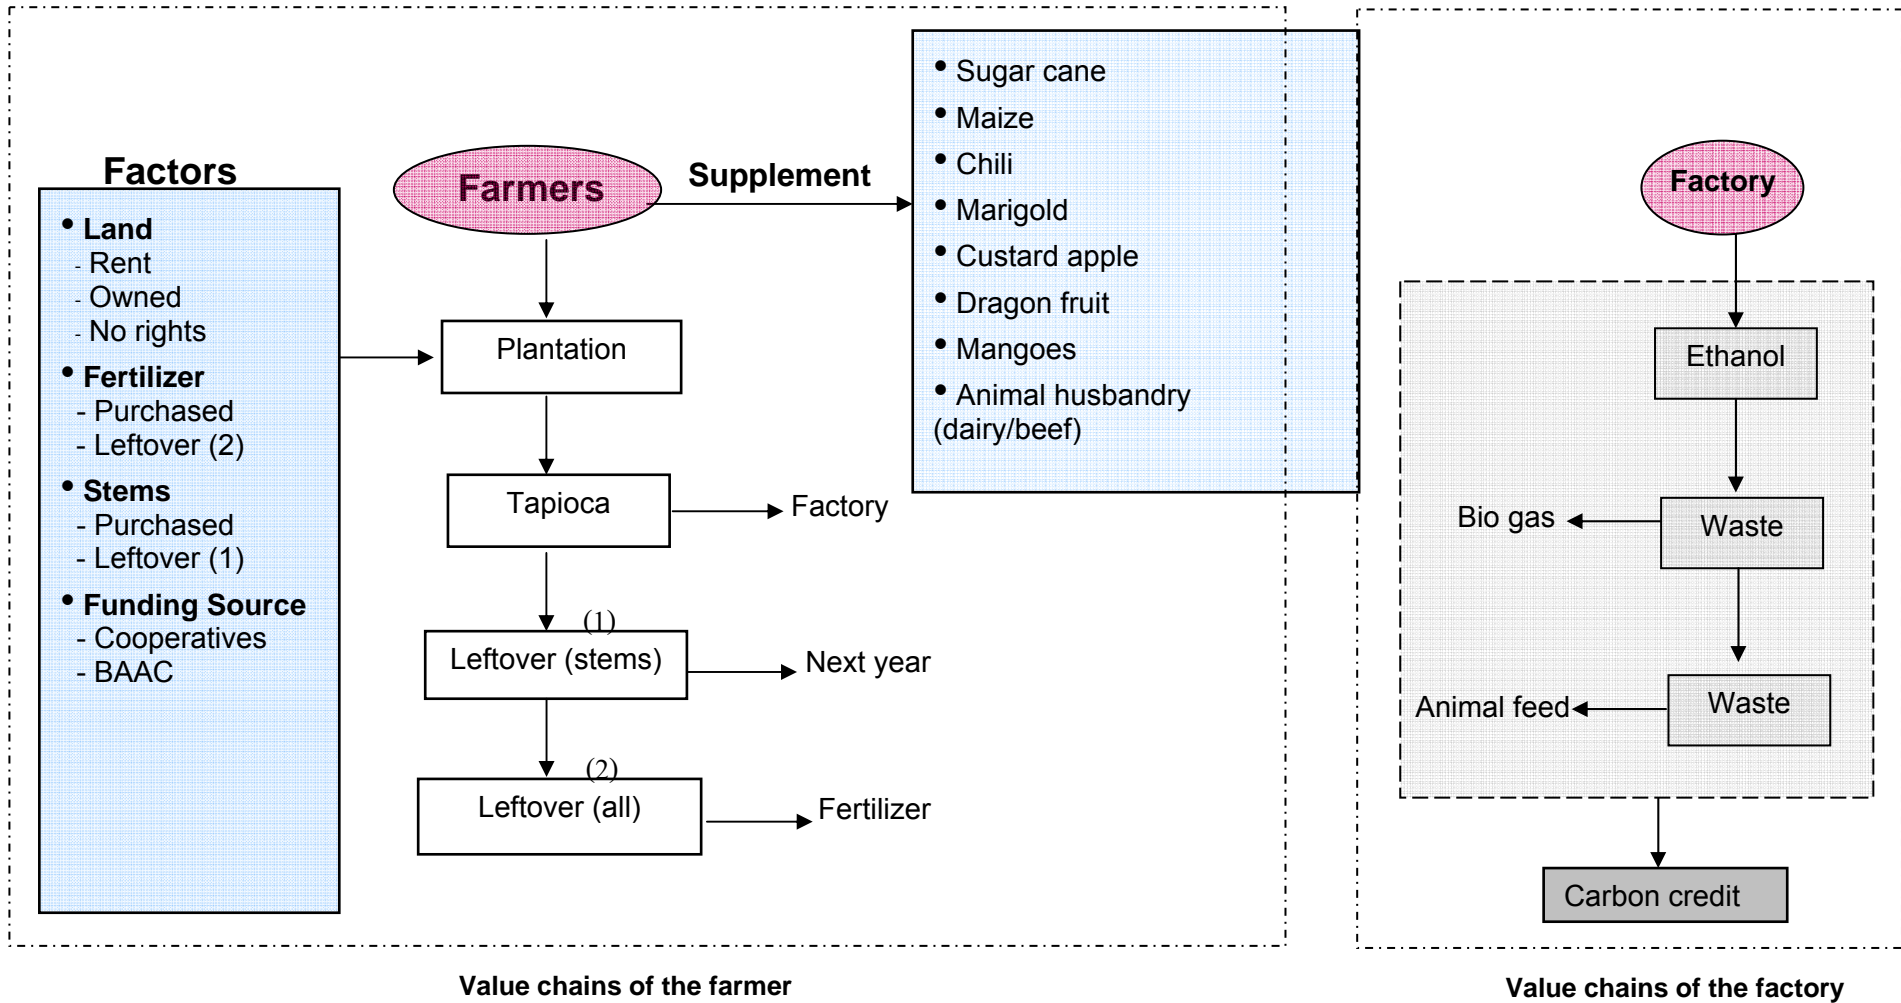 Factors
• Land
- Rent
- Owned
- No rights
• Fertilizer
- Purchased
- Leftover (2)
• Stems
- Purchased
- Leftover (1)
• Funding Source
- Cooperatives
- BAAC
Farmers
Supplement
Plantation
Tapioca
Factory
(1)
Leftover (stems)
Next year
(2)
Leftover (all)
Fertilizer
• Sugar cane
• Maize
• Chili
• Marigold
• Custard apple
• Dragon fruit
• Mangoes
• Animal husbandry
(dairy/beef)
Value chains of the farmer
Factory
Ethanol
Bio gas
Waste
Animal feed
Waste
Carbon credit
Value chains of the factory